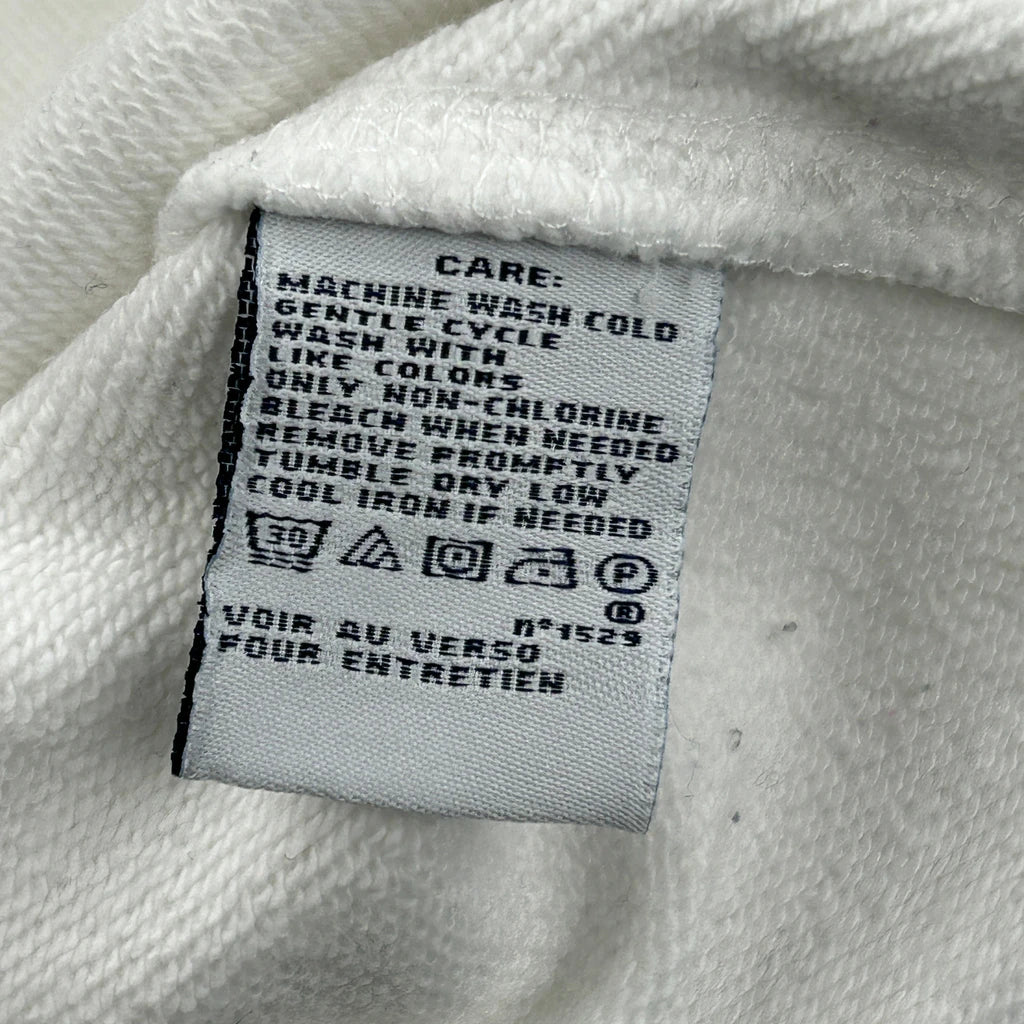 CARE:
MACHINE WASH COLD
GENTLE CYCLE
WASH WITH
LIKE COLORS
ONLY NON-CHLORINE
BLEACH WHEN NEEDED
REMOVE PROMPTLY
TUMBLE DRY LOW
COOL IRON IF NEEDED
30 P
®
n°1529
VOIR AU VERSO
POUR ENTRETIEN